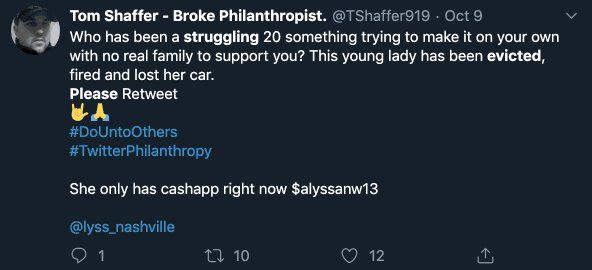 Tom Shaffer - Broke Philanthropist. @TShaffer919 · Oct 9
Who has been a struggling 20 something trying to make it on your own
with no real family to support you? This young lady has been evicted,
fired and lost her car.
Please Retweet
🤟🙏
#DoUntoOthers
#TwitterPhilanthropy
She only has cashapp right now $alyssanw13
@lyss_nashville
1 10 12